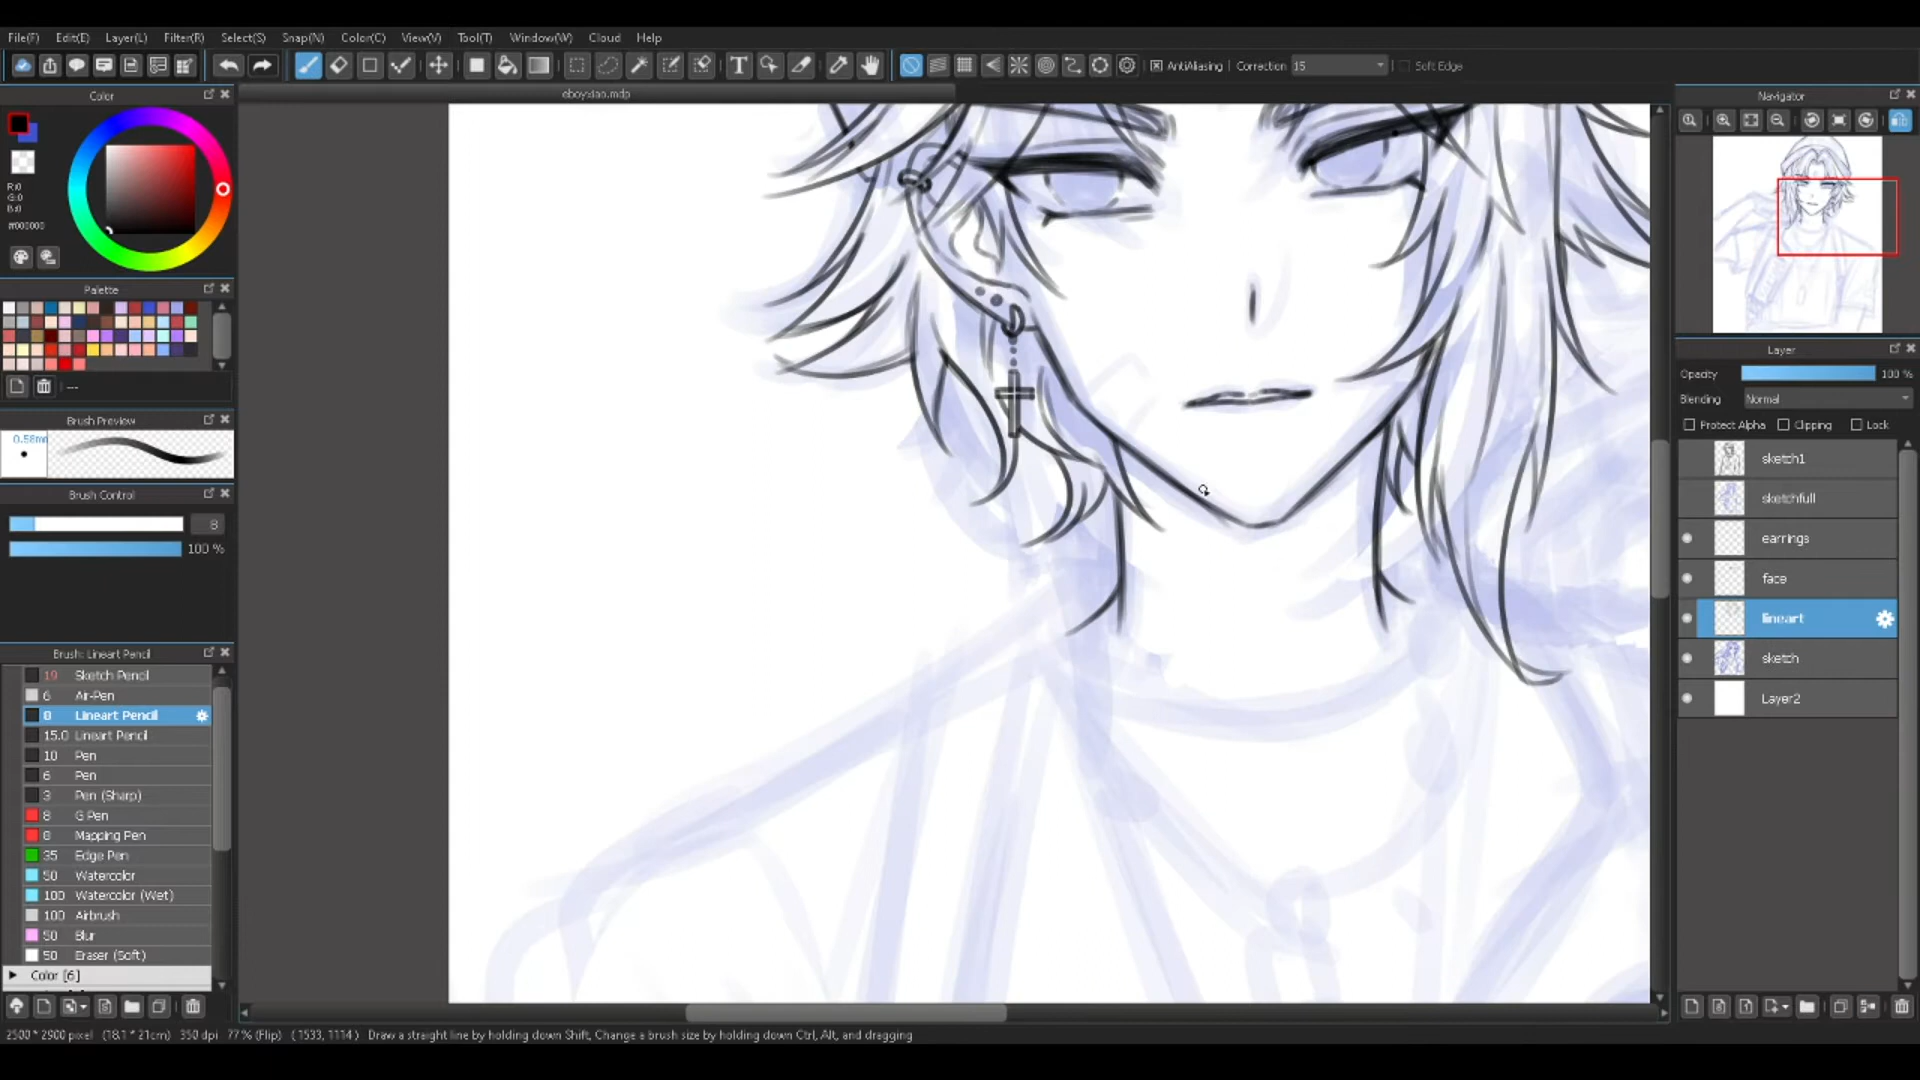 File(F) Edit(E) Layer(L) Filter(R) Select(S) Snap(N) Color(C) View(V) Tool(T) Window(W) Cloud Help
AntiAliasing Correction 15 Soft Edge
Color
eboyxiao.mdp
Navigator
R:0
G:0
B:0
#000000
Palette
---
Brush Preview
Brush Control
8
100 %
Brush: Lineart Pencil
19 Sketch Pencil
6 Air-Pen
8 Lineart Pencil
15.0 Lineart Pencil
10 Pen
6 Pen
3 Pen (Sharp)
8 G Pen
8 Mapping Pen
35 Edge Pen
50 Watercolor
100 Watercolor (Wet)
100 Airbrush
50 Blur
50 Eraser (Soft)
Color [6]
Layer
Opacity 100 %
Blending Normal
Protect Alpha Clipping Lock
sketch1
sketchfull
earrings
face
lineart
sketch
Layer2
2500 * 2900 pixel (18.1 * 21cm) 350 dpi 77 % (Flip) ( 1533, 1114 ) Draw a straight line by holding down Shift, Change a brush size by holding down Ctrl, Alt, and dragging